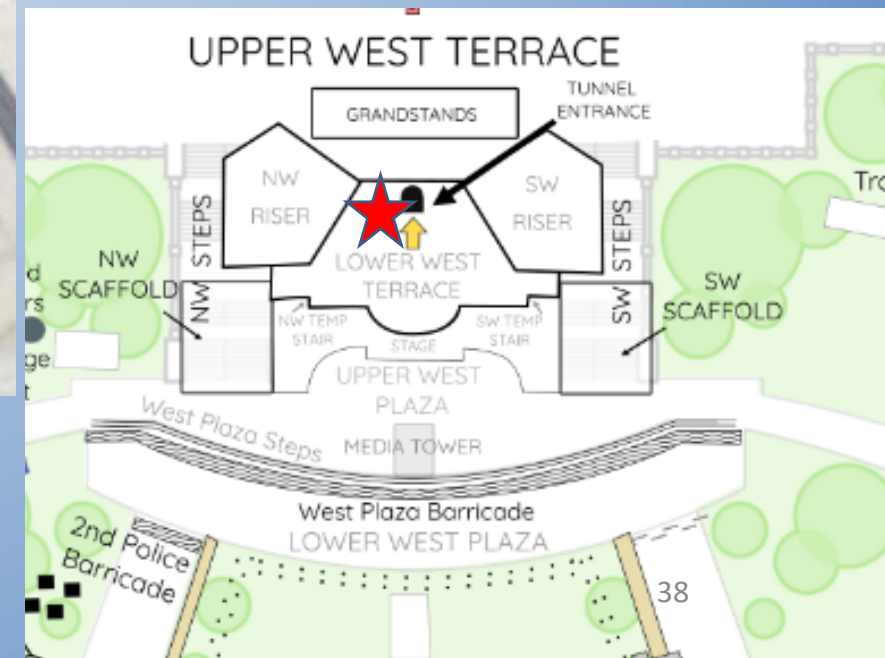 UPPER WEST TERRACE
TUNNEL
ENTRANCE
GRANDSTANDS
NW
RISER
SW
RISER
NW STEPS
SW STEPS
LOWER WEST
TERRACE
NW
SCAFFOLD
SW
SCAFFOLD
NW TEMP
STAIR
SW TEMP
STAIR
STAGE
UPPER WEST
PLAZA
West Plaza Steps
MEDIA TOWER
West Plaza Barricade
LOWER WEST PLAZA
2nd Police
Barricade
38